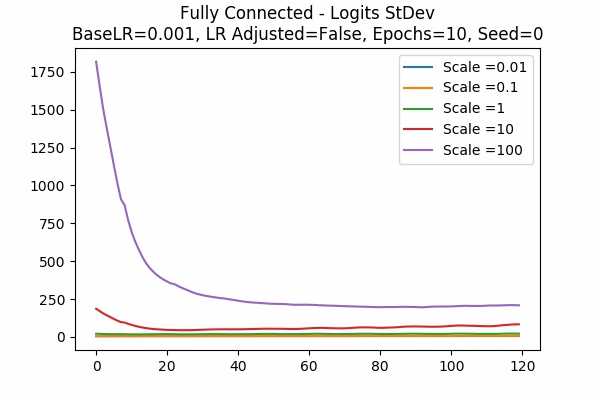 Fully Connected - Logits StDev
BaseLR=0.001, LR Adjusted=False, Epochs=10, Seed=0
1750
1500
1250
1000
750
500
250
0
Scale =0.01
Scale =0.1
Scale =1
Scale =10
Scale =100
0 20 40 60 80 100 120